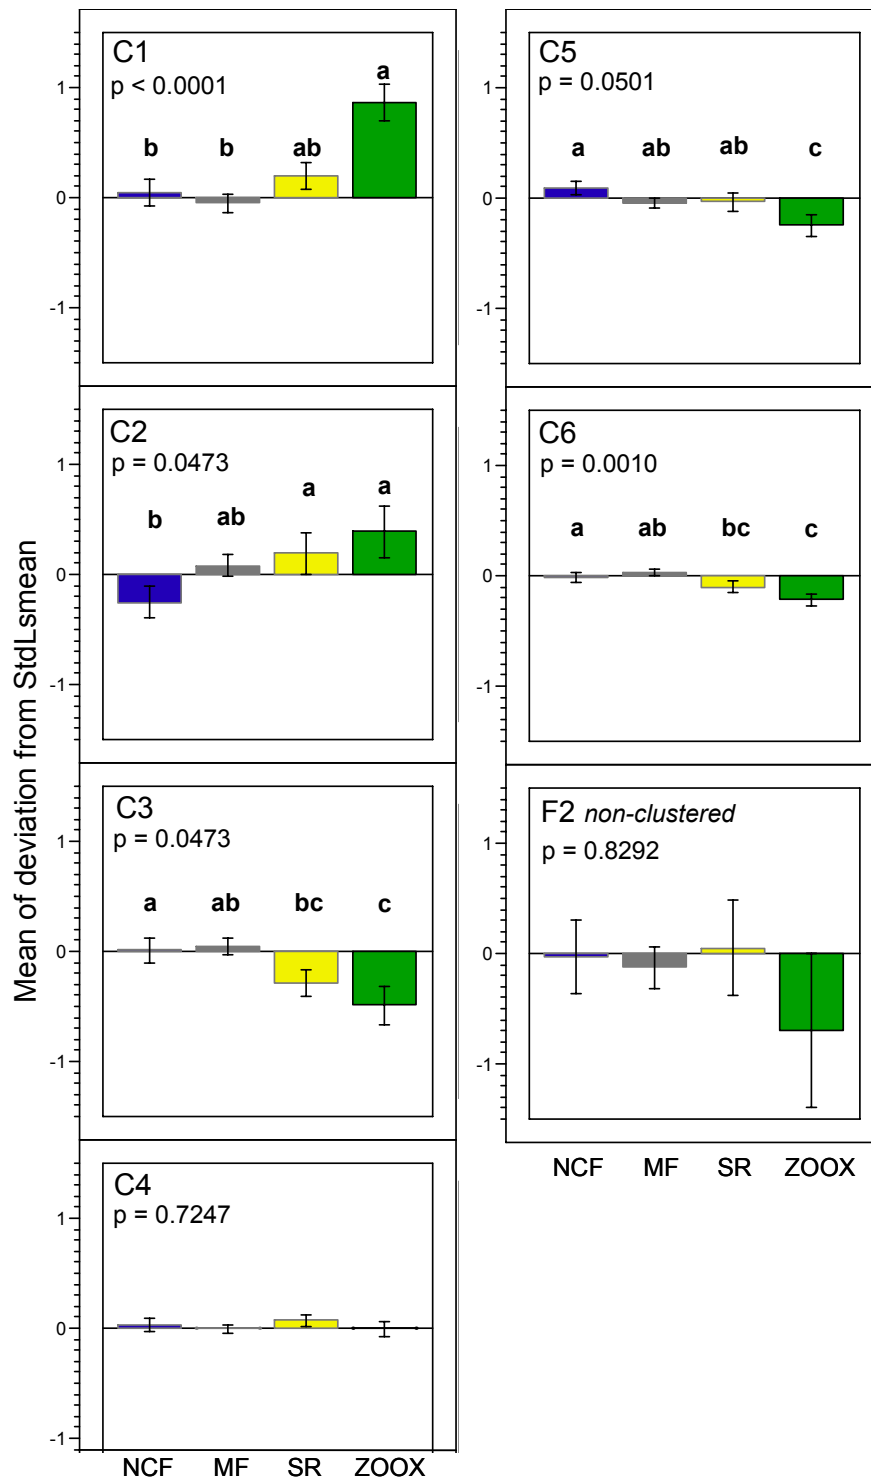 Mean of deviation from StdLsmean
C1
p < 0.0001
1
0
-1
b b ab a
C2
p = 0.0473
1
0
-1
b ab a a
C3
p = 0.0473
1
0
-1
a ab bc c
C4
p = 0.7247
1
0
-1
NCF MF SR ZOOX
C5
p = 0.0501
1
0
-1
a ab ab c
C6
p = 0.0010
1
0
-1
a ab bc c
F2 non-clustered
p = 0.8292
1
0
-1
NCF MF SR ZOOX